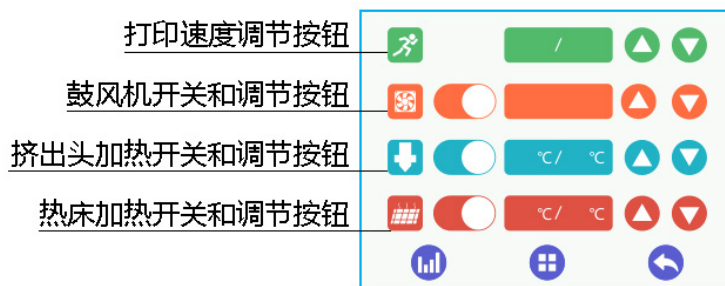 打印速度调节按钮
/
鼓风机开关和调节按钮
挤出头加热开关和调节按钮
℃/ ℃
热床加热开关和调节按钮
℃/ ℃